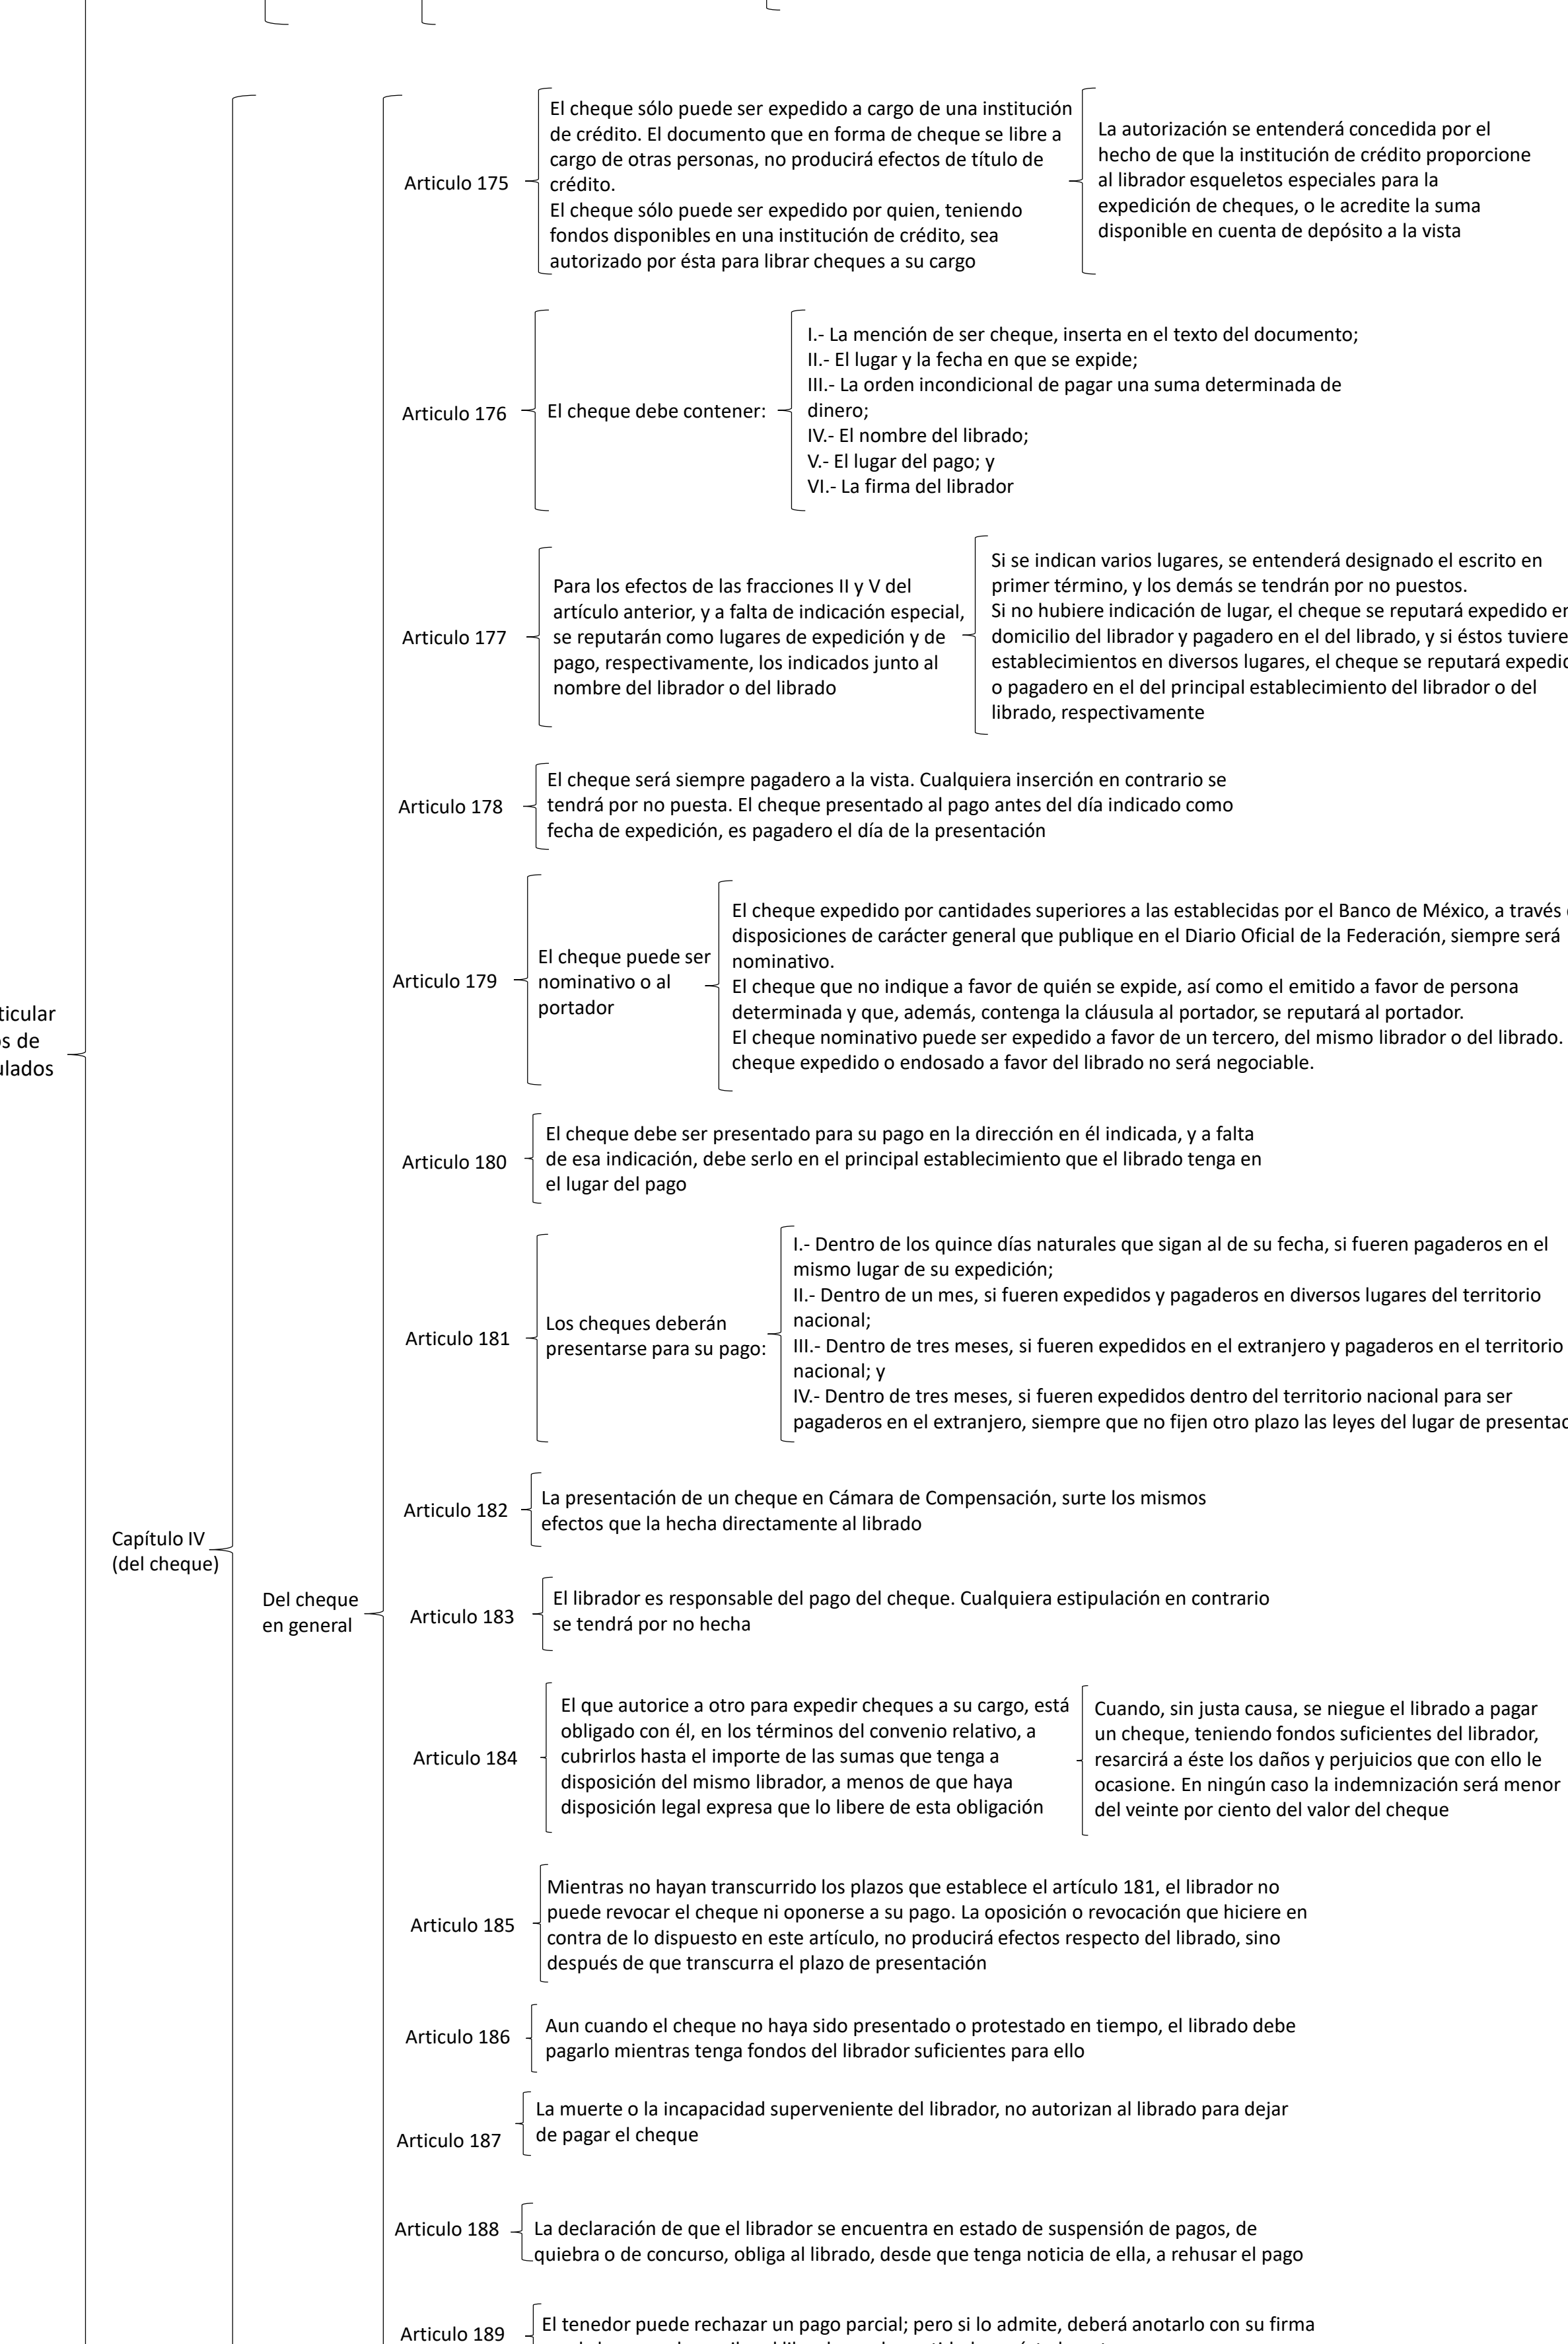 Articulo 175
El cheque sólo puede ser expedido a cargo de una institución
de crédito. El documento que en forma de cheque se libre a
cargo de otras personas, no producirá efectos de título de
crédito.
El cheque sólo puede ser expedido por quien, teniendo
fondos disponibles en una institución de crédito, sea
autorizado por ésta para librar cheques a su cargo
La autorización se entenderá concedida por el
hecho de que la institución de crédito proporcione
al librador esqueletos especiales para la
expedición de cheques, o le acredite la suma
disponible en cuenta de depósito a la vista
Articulo 176
El cheque debe contener:
I.- La mención de ser cheque, inserta en el texto del documento;
II.- El lugar y la fecha en que se expide;
III.- La orden incondicional de pagar una suma determinada de
dinero;
IV.- El nombre del librado;
V.- El lugar del pago; y
VI.- La firma del librador
Articulo 177
Para los efectos de las fracciones II y V del
artículo anterior, y a falta de indicación especial,
se reputarán como lugares de expedición y de
pago, respectivamente, los indicados junto al
nombre del librador o del librado
Si se indican varios lugares, se entenderá designado el escrito en
primer término, y los demás se tendrán por no puestos.
Si no hubiere indicación de lugar, el cheque se reputará expedido
domicilio del librador y pagadero en el del librado, y si éstos
establecimientos en diversos lugares, el cheque se reputará
o pagadero en el del principal establecimiento del librador o del
librado, respectivamente
Articulo 178
El cheque será siempre pagadero a la vista. Cualquiera inserción en contrario se
tendrá por no puesta. El cheque presentado al pago antes del día indicado como
fecha de expedición, es pagadero el día de la presentación
Articulo 179
El cheque puede ser
nominativo o al
portador
El cheque expedido por cantidades superiores a las establecidas por el Banco de México, a través
disposiciones de carácter general que publique en el Diario Oficial de la Federación, siempre será
nominativo.
El cheque que no indique a favor de quién se expide, así como el emitido a favor de persona
determinada y que, además, contenga la cláusula al portador, se reputará al portador.
El cheque nominativo puede ser expedido a favor de un tercero, del mismo librador o del librado.
cheque expedido o endosado a favor del librado no será negociable.
ticular
s de
ulados
Articulo 180
El cheque debe ser presentado para su pago en la dirección en él indicada, y a falta
de esa indicación, debe serlo en el principal establecimiento que el librado tenga en
el lugar del pago
Articulo 181
Los cheques deberán
presentarse para su pago:
I.- Dentro de los quince días naturales que sigan al de su fecha, si fueren pagaderos en el
mismo lugar de su expedición;
II.- Dentro de un mes, si fueren expedidos y pagaderos en diversos lugares del territorio
nacional;
III.- Dentro de tres meses, si fueren expedidos en el extranjero y pagaderos en el territorio
nacional; y
IV.- Dentro de tres meses, si fueren expedidos dentro del territorio nacional para ser
pagaderos en el extranjero, siempre que no fijen otro plazo las leyes del lugar de
Articulo 182
La presentación de un cheque en Cámara de Compensación, surte los mismos
efectos que la hecha directamente al librado
Capítulo IV
(del cheque)
Del cheque
en general
Articulo 183
El librador es responsable del pago del cheque. Cualquiera estipulación en contrario
se tendrá por no hecha
Articulo 184
El que autorice a otro para expedir cheques a su cargo, está
obligado con él, en los términos del convenio relativo, a
cubrirlos hasta el importe de las sumas que tenga a
disposición del mismo librador, a menos de que haya
disposición legal expresa que lo libere de esta obligación
Cuando, sin justa causa, se niegue el librado a pagar
un cheque, teniendo fondos suficientes del librador,
resarcirá a éste los daños y perjuicios que con ello le
ocasione. En ningún caso la indemnización será menor
del veinte por ciento del valor del cheque
Articulo 185
Mientras no hayan transcurrido los plazos que establece el artículo 181, el librador no
puede revocar el cheque ni oponerse a su pago. La oposición o revocación que hiciere en
contra de lo dispuesto en este artículo, no producirá efectos respecto del librado, sino
después de que transcurra el plazo de presentación
Articulo 186
Aun cuando el cheque no haya sido presentado o protestado en tiempo, el librado debe
pagarlo mientras tenga fondos del librador suficientes para ello
Articulo 187
La muerte o la incapacidad superveniente del librador, no autorizan al librado para dejar
de pagar el cheque
Articulo 188
La declaración de que el librador se encuentra en estado de suspensión de pagos, de
quiebra o de concurso, obliga al librado, desde que tenga noticia de ella, a rehusar el pago
Articulo 189
El tenedor puede rechazar un pago parcial; pero si lo admite, deberá anotarlo con su firma